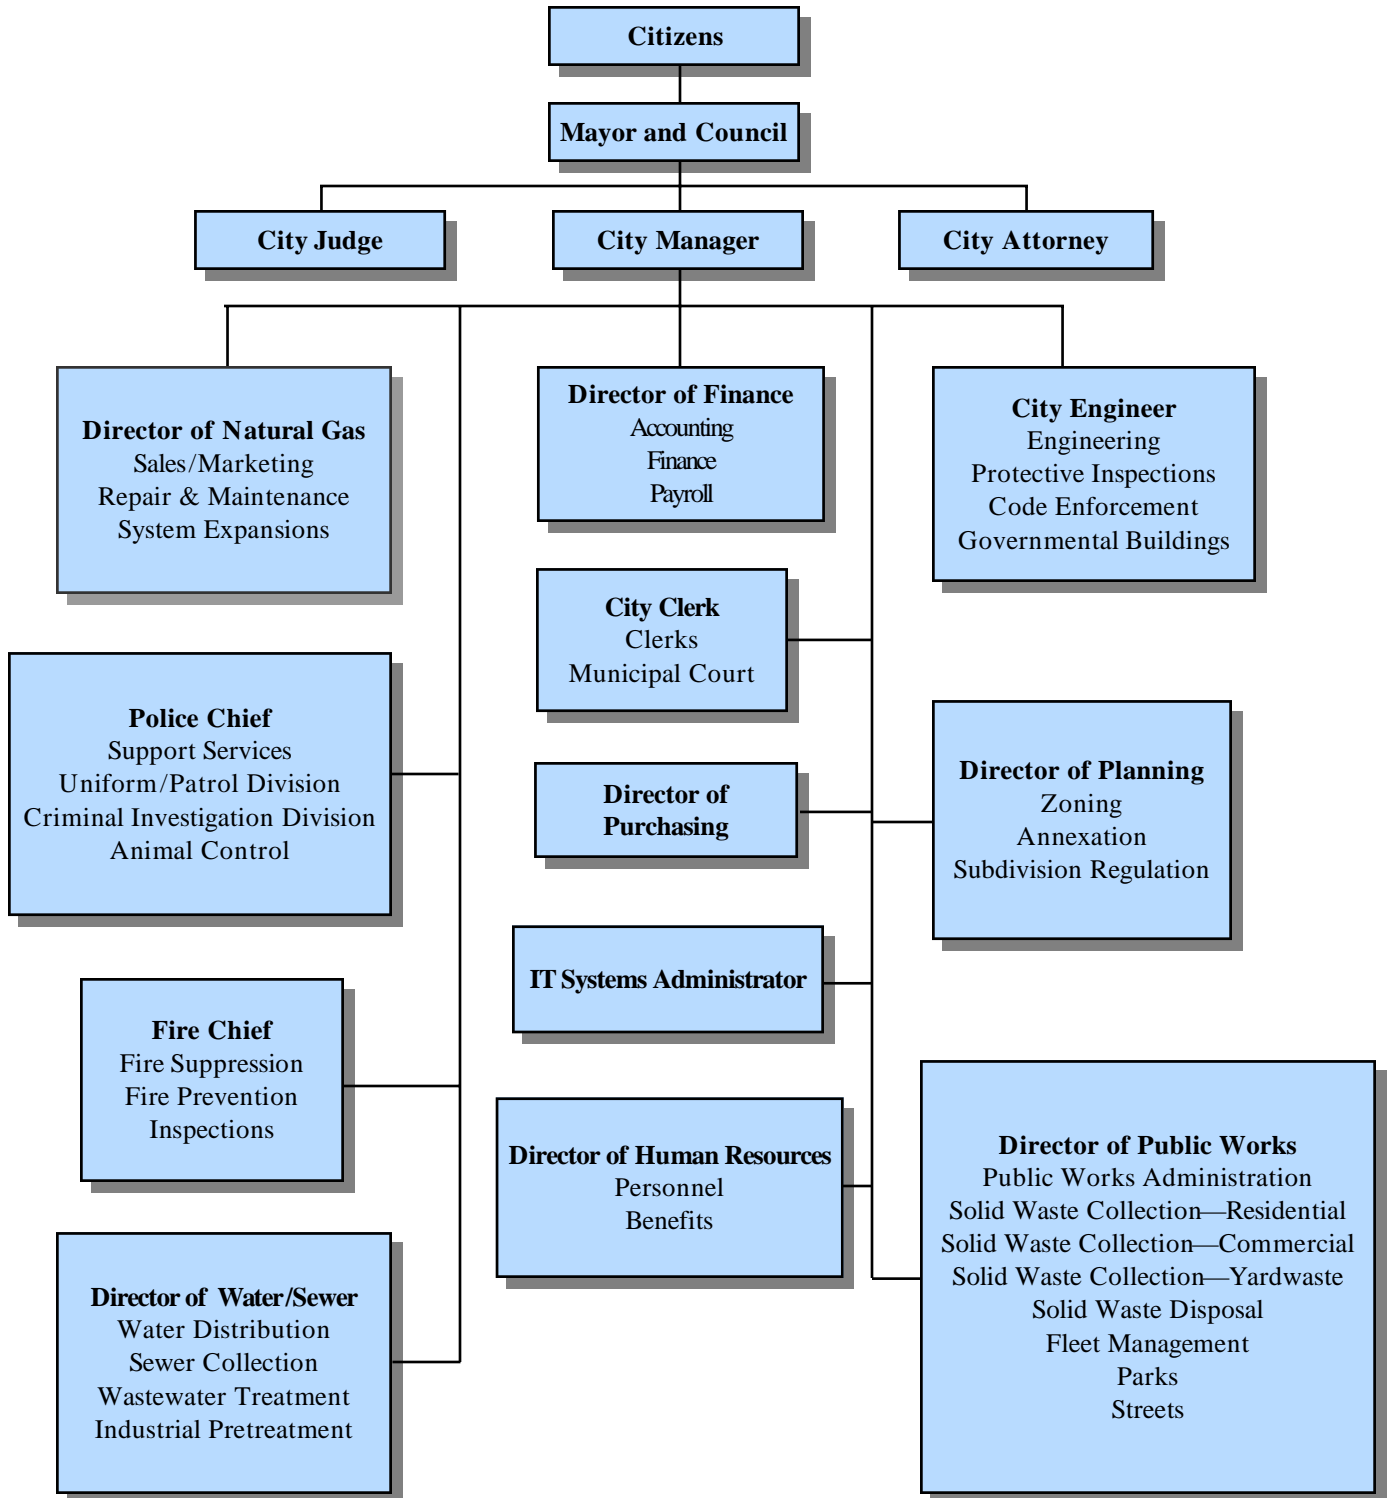 Citizens
Mayor and Council
City Judge
City Manager
City Attorney
Director of Natural Gas
Sales/Marketing
Repair & Maintenance
System Expansions
Director of Finance
Accounting
Finance
Payroll
City Engineer
Engineering
Protective Inspections
Code Enforcement
Governmental Buildings
City Clerk
Clerks
Municipal Court
Police Chief
Support Services
Uniform/Patrol Division
Criminal Investigation Division
Animal Control
Director of
Purchasing
Director of Planning
Zoning
Annexation
Subdivision Regulation
IT Systems Administrator
Fire Chief
Fire Suppression
Fire Prevention
Inspections
Director of Human Resources
Personnel
Benefits
Director of Public Works
Public Works Administration
Solid Waste Collection—Residential
Solid Waste Collection—Commercial
Solid Waste Collection—Yardwaste
Solid Waste Disposal
Fleet Management
Parks
Streets
Director of Water/Sewer
Water Distribution
Sewer Collection
Wastewater Treatment
Industrial Pretreatment